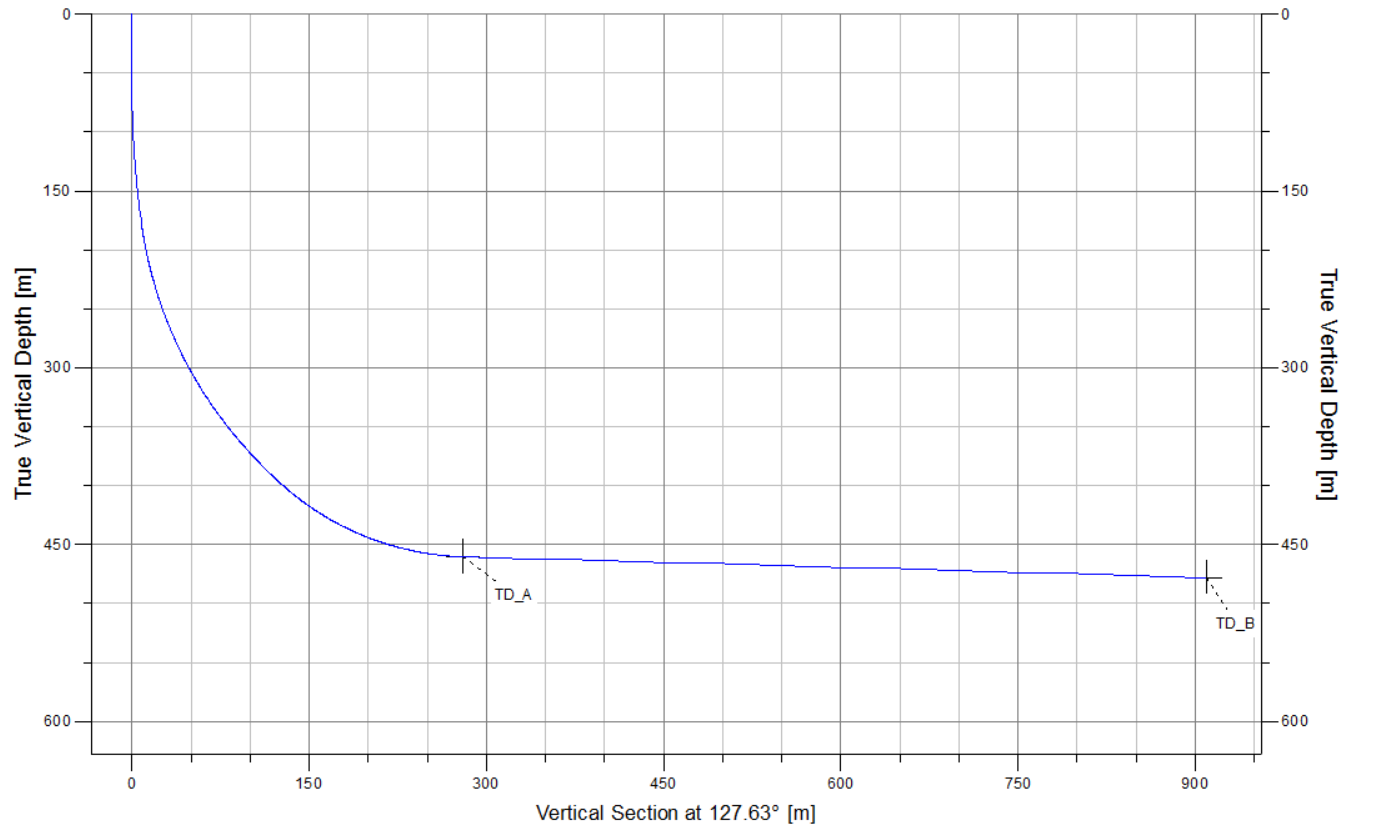 0
0
150
150
300
300
450
450
600
600
True Vertical Depth [m]
True Vertical Depth [m]
TD_A
TD_B
0 150 300 450 600 750 900
Vertical Section at 127.63° [m]